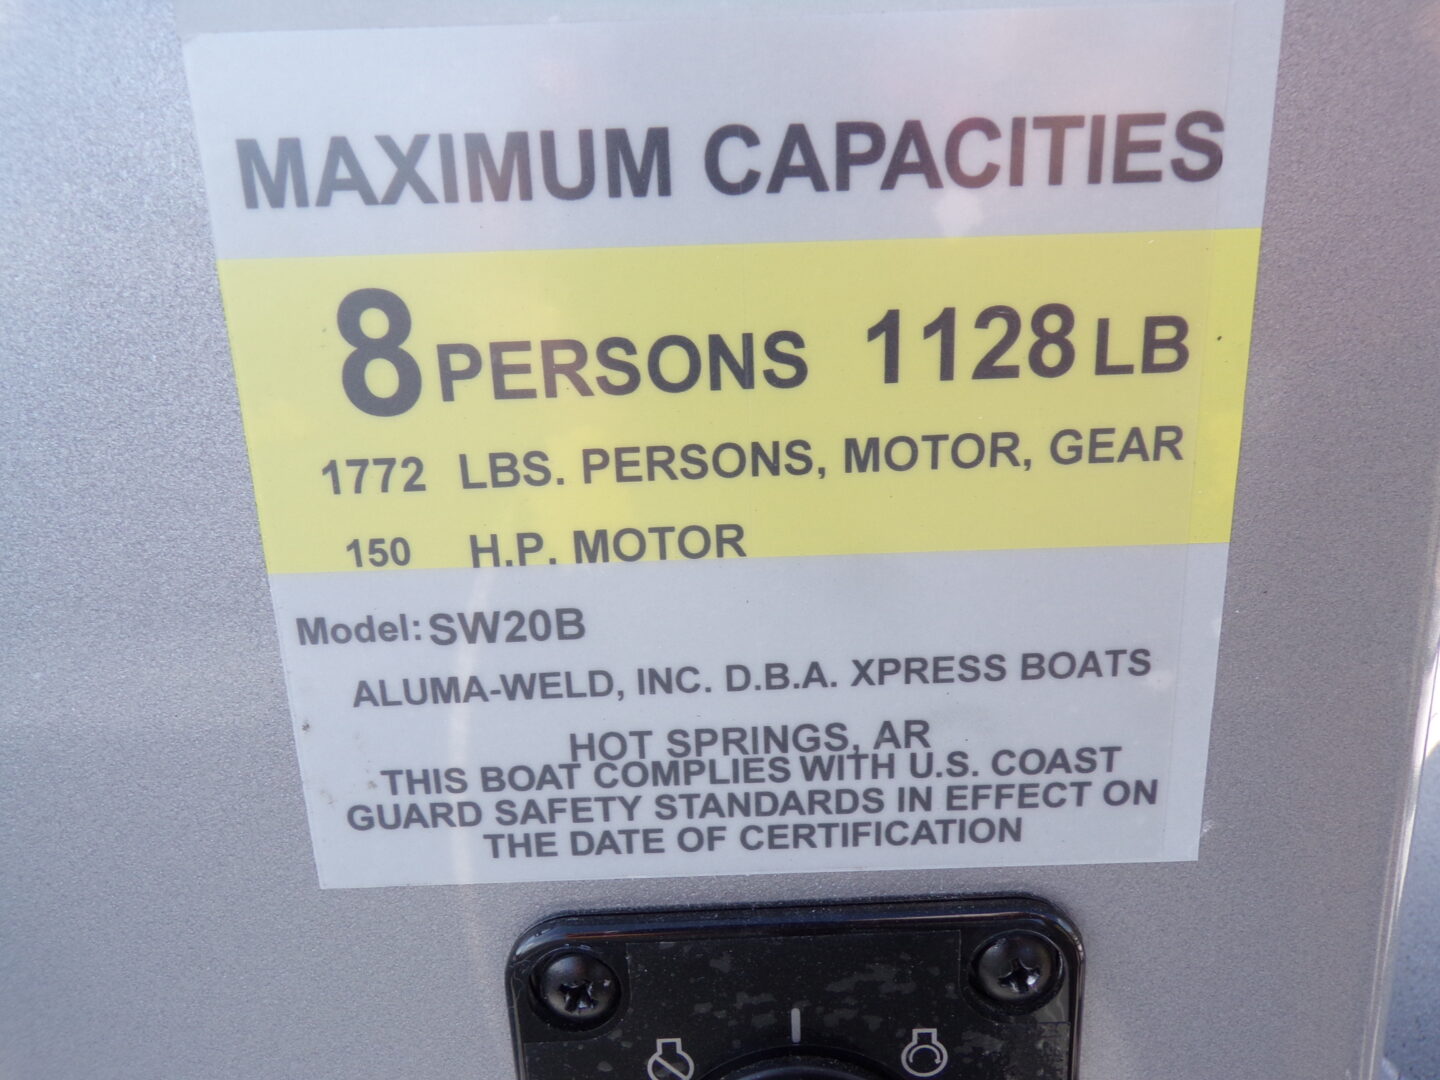 MAXIMUM CAPACITIES
8 PERSONS 1128 LB
1772 LBS. PERSONS, MOTOR, GEAR
150 H.P. MOTOR
Model: SW20B
ALUMA-WELD, INC. D.B.A. XPRESS BOATS
HOT SPRINGS, AR
THIS BOAT COMPLIES WITH U.S. COAST
GUARD SAFETY STANDARDS IN EFFECT ON
THE DATE OF CERTIFICATION